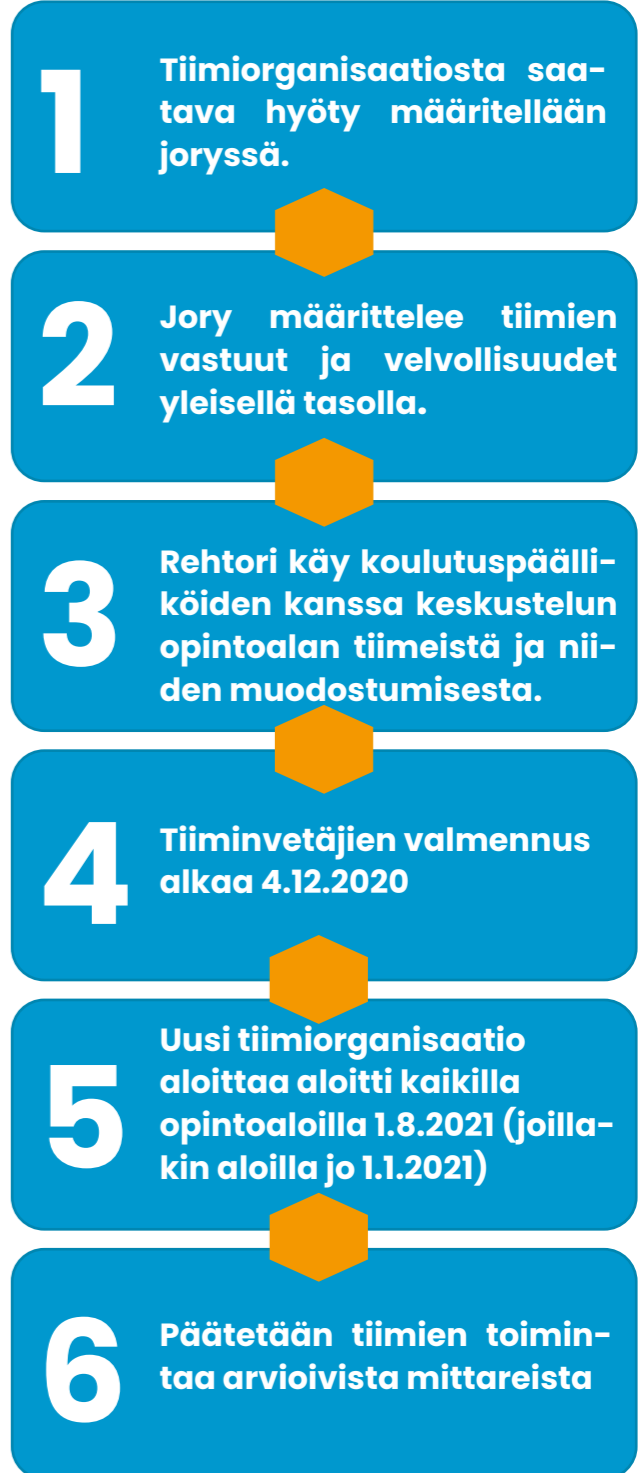 1
Tiimiorganisaatiosta saa-
tava hyöty määritellään
joryssä.
2
Jory määrittelee tiimien
vastuut ja velvollisuudet
yleisellä tasolla.
3
Rehtori käy koulutuspäälli-
köiden kanssa keskustelun
opintoalan tiimeistä ja nii-
den muodostumisesta.
4
Tiiminvetäjien valmennus
alkaa 4.12.2020
5
Uusi tiimiorganisaatio
aloittaa aloitti kaikilla
opintoaloilla 1.8.2021 (joilla-
kin aloilla jo 1.1.2021)
6
Päätetään tiimien toimin-
taa arvioivista mittareista